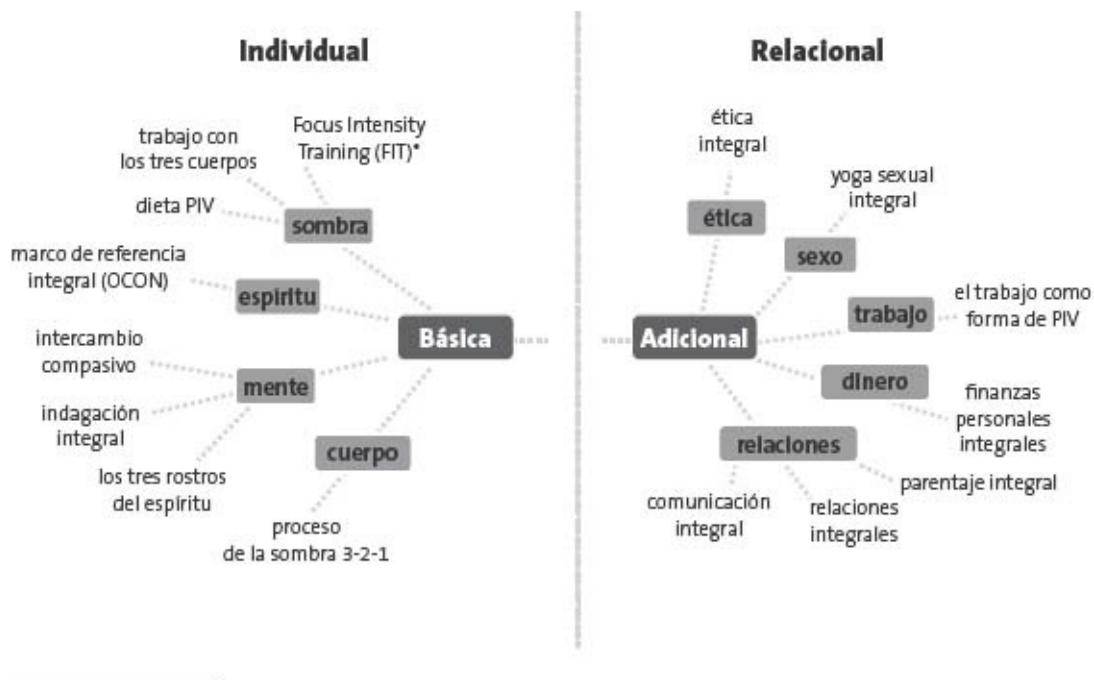 Individual
trabajo con
los tres cuerpos
Focus Intensity
Training (FIT)*
dieta PIV
sombra
marco de referencia
integral (OCON)
espíritu
Básica
intercambio
compasivo
mente
indagación
integral
cuerpo
los tres rostros
del espíritu
proceso
de la sombra 3-2-1
Relacional
ética
integral
yoga sexual
integral
ética
sexo
el trabajo como
forma de PIV
trabajo
Adicional
dinero
finanzas
personales
integrales
relaciones
parentaje integral
comunicación
integral
relaciones
integrales